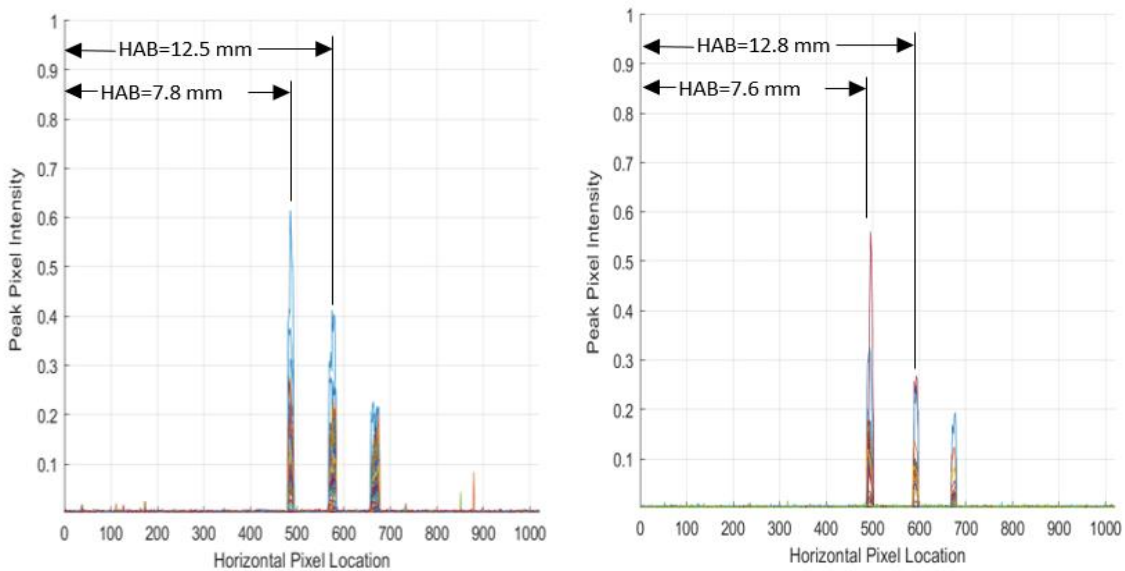 1
0.9
0.8
0.7
0.6
0.5
0.4
0.3
0.2
0.1
Peak Pixel Intensity
HAB=12.5 mm
HAB=7.8 mm
0 100 200 300 400 500 600 700 800 900 1000
Horizontal Pixel Location
1
0.9
0.8
0.7
0.6
0.5
0.4
0.3
0.2
0.1
Peak Pixel Intensity
HAB=12.8 mm
HAB=7.6 mm
0 100 200 300 400 500 600 700 800 900 1000
Horizontal Pixel Location